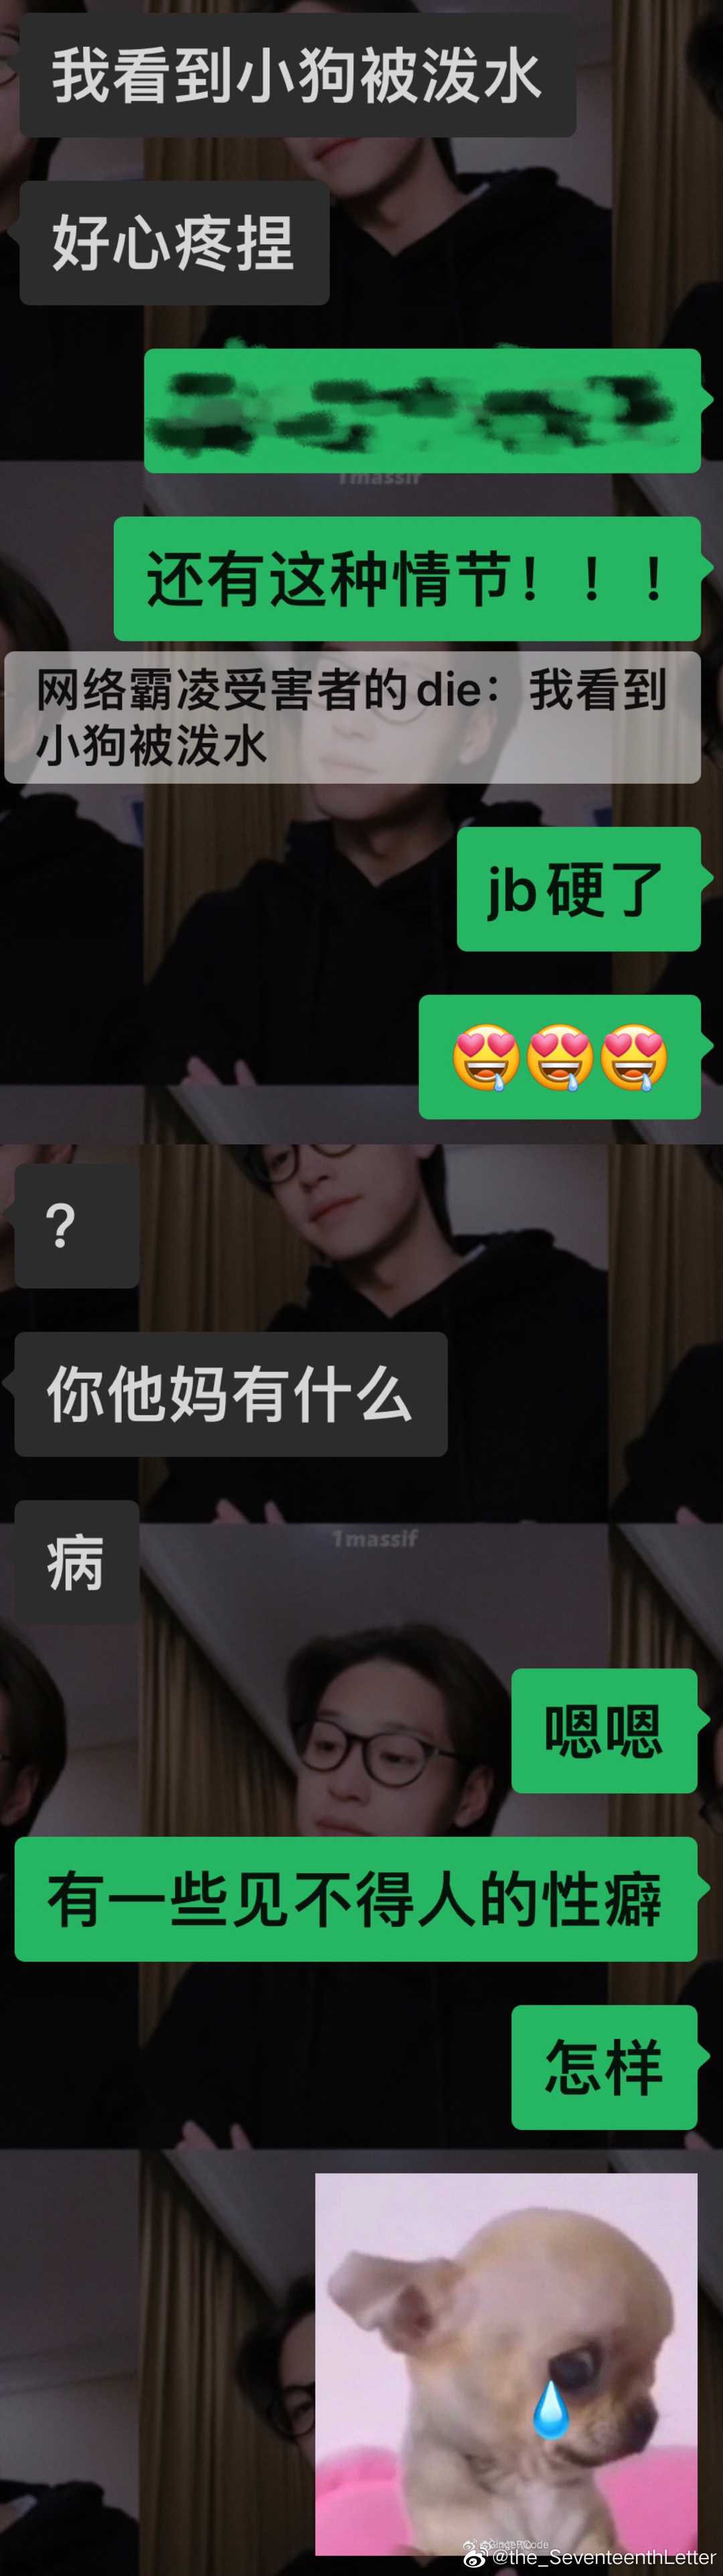 我看到小狗被泼水
好心疼捏
1massif
还有这种情节！！！
网络霸凌受害者的die：我看到
小狗被泼水
jb硬了
?
你他妈有什么
病
1massif
嗯嗯
有一些见不得人的性癖
怎样
@the_SeventeenthLetter